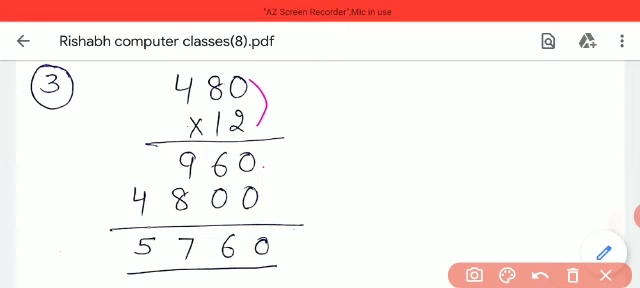 "AZ Screen Recorder",Mic in use
Rishabh computer classes(8).pdf
3
480
x12
960.
4800
5760